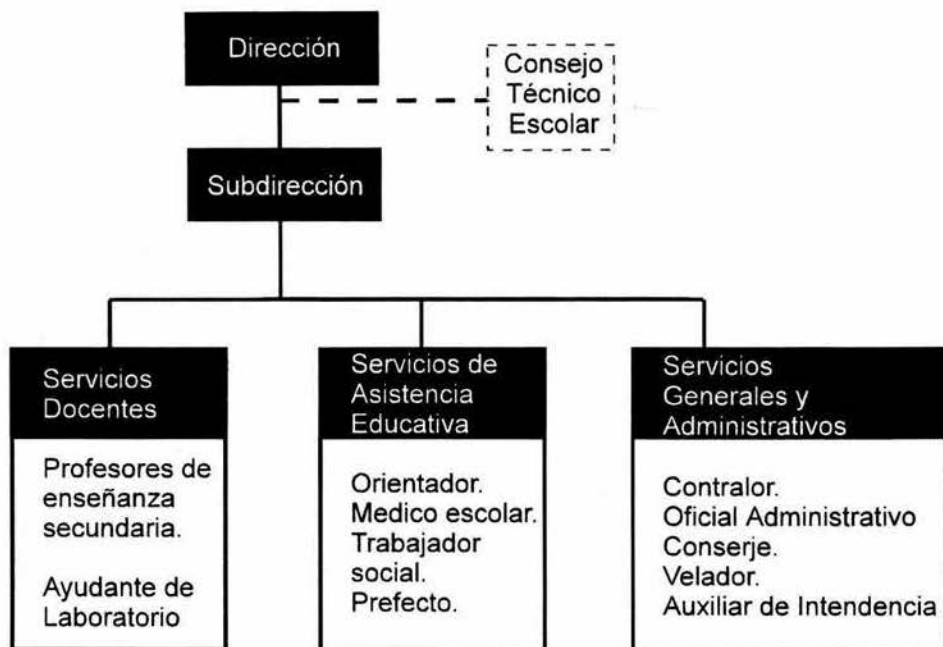 Dirección
Consejo
Técnico
Escolar
Subdirección
Servicios
Docentes
Profesores de
enseñanza
secundaria.
Ayudante de
Laboratorio
Servicios de
Asistencia
Educativa
Orientador.
Medico escolar.
Trabajador
social.
Prefecto.
Servicios
Generales y
Administrativos
Contralor.
Oficial Administrativo
Conserje.
Velador.
Auxiliar de Intendencia